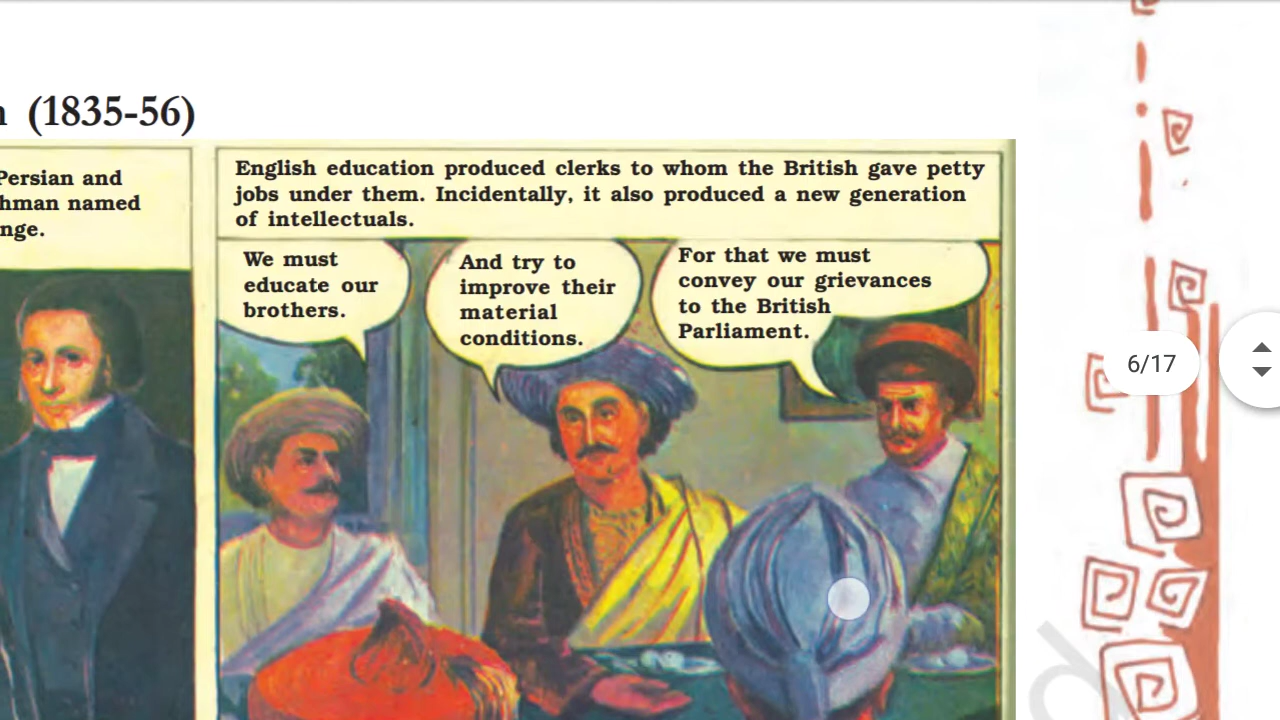 (1835-56)
Persian and
named
English education produced clerks to whom the British gave petty
jobs under them. Incidentally, it also produced a new generation
of intellectuals.
We must
educate our
brothers.
And try to
improve their
material
conditions.
For that we must
convey our grievances
to the British
Parliament.
6/17